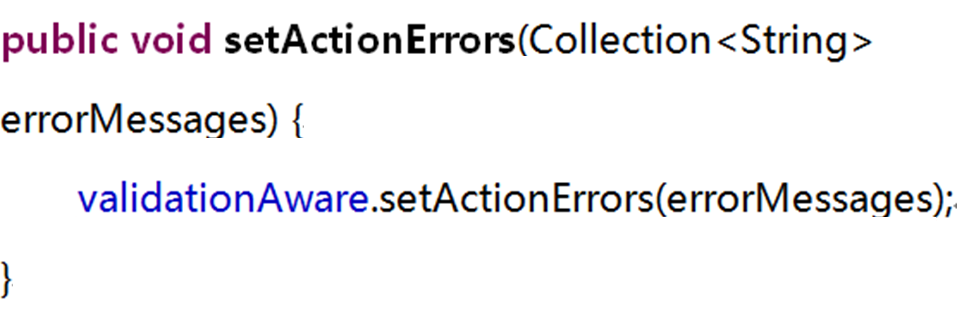 public void setActionErrors(Collection<String>
errorMessages) {
validationAware.setActionErrors(errorMessages);
}